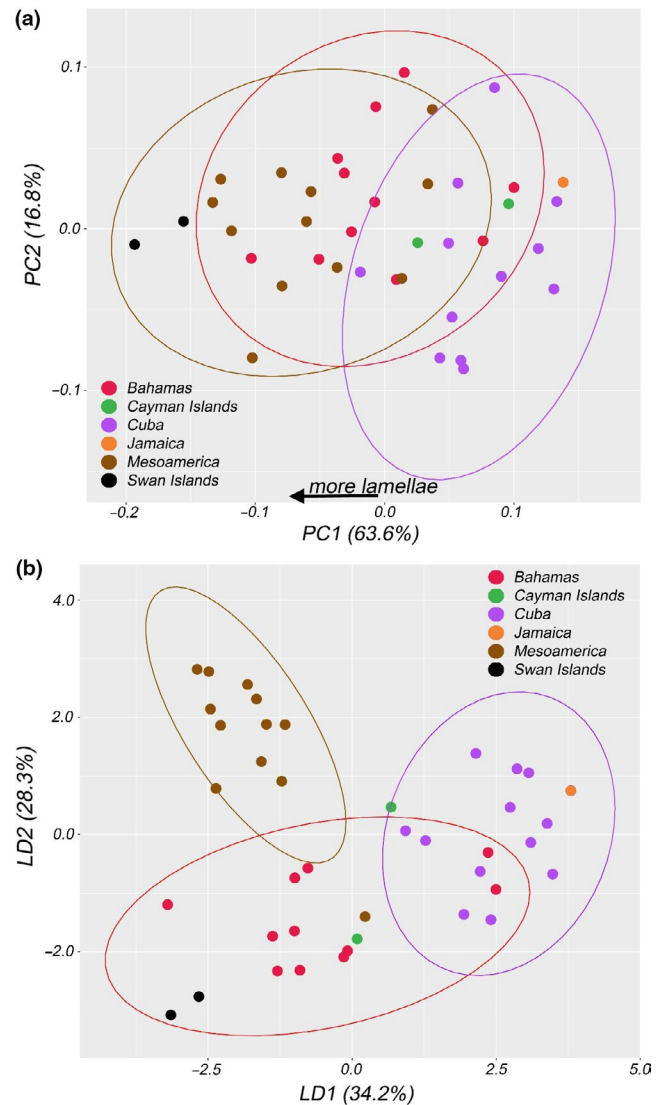 (a)
0.1
0.0
−0.1
PC2 (16.8%)
Bahamas
Cayman Islands
Cuba
Jamaica
Mesoamerica
Swan Islands
more lamellae
−0.2
−0.1
0.0
0.1
PC1 (63.6%)
(b)
4.0
2.0
0.0
−2.0
LD2 (28.3%)
Bahamas
Cayman Islands
Cuba
Jamaica
Mesoamerica
Swan Islands
−2.5
0.0
2.5
5.0
LD1 (34.2%)